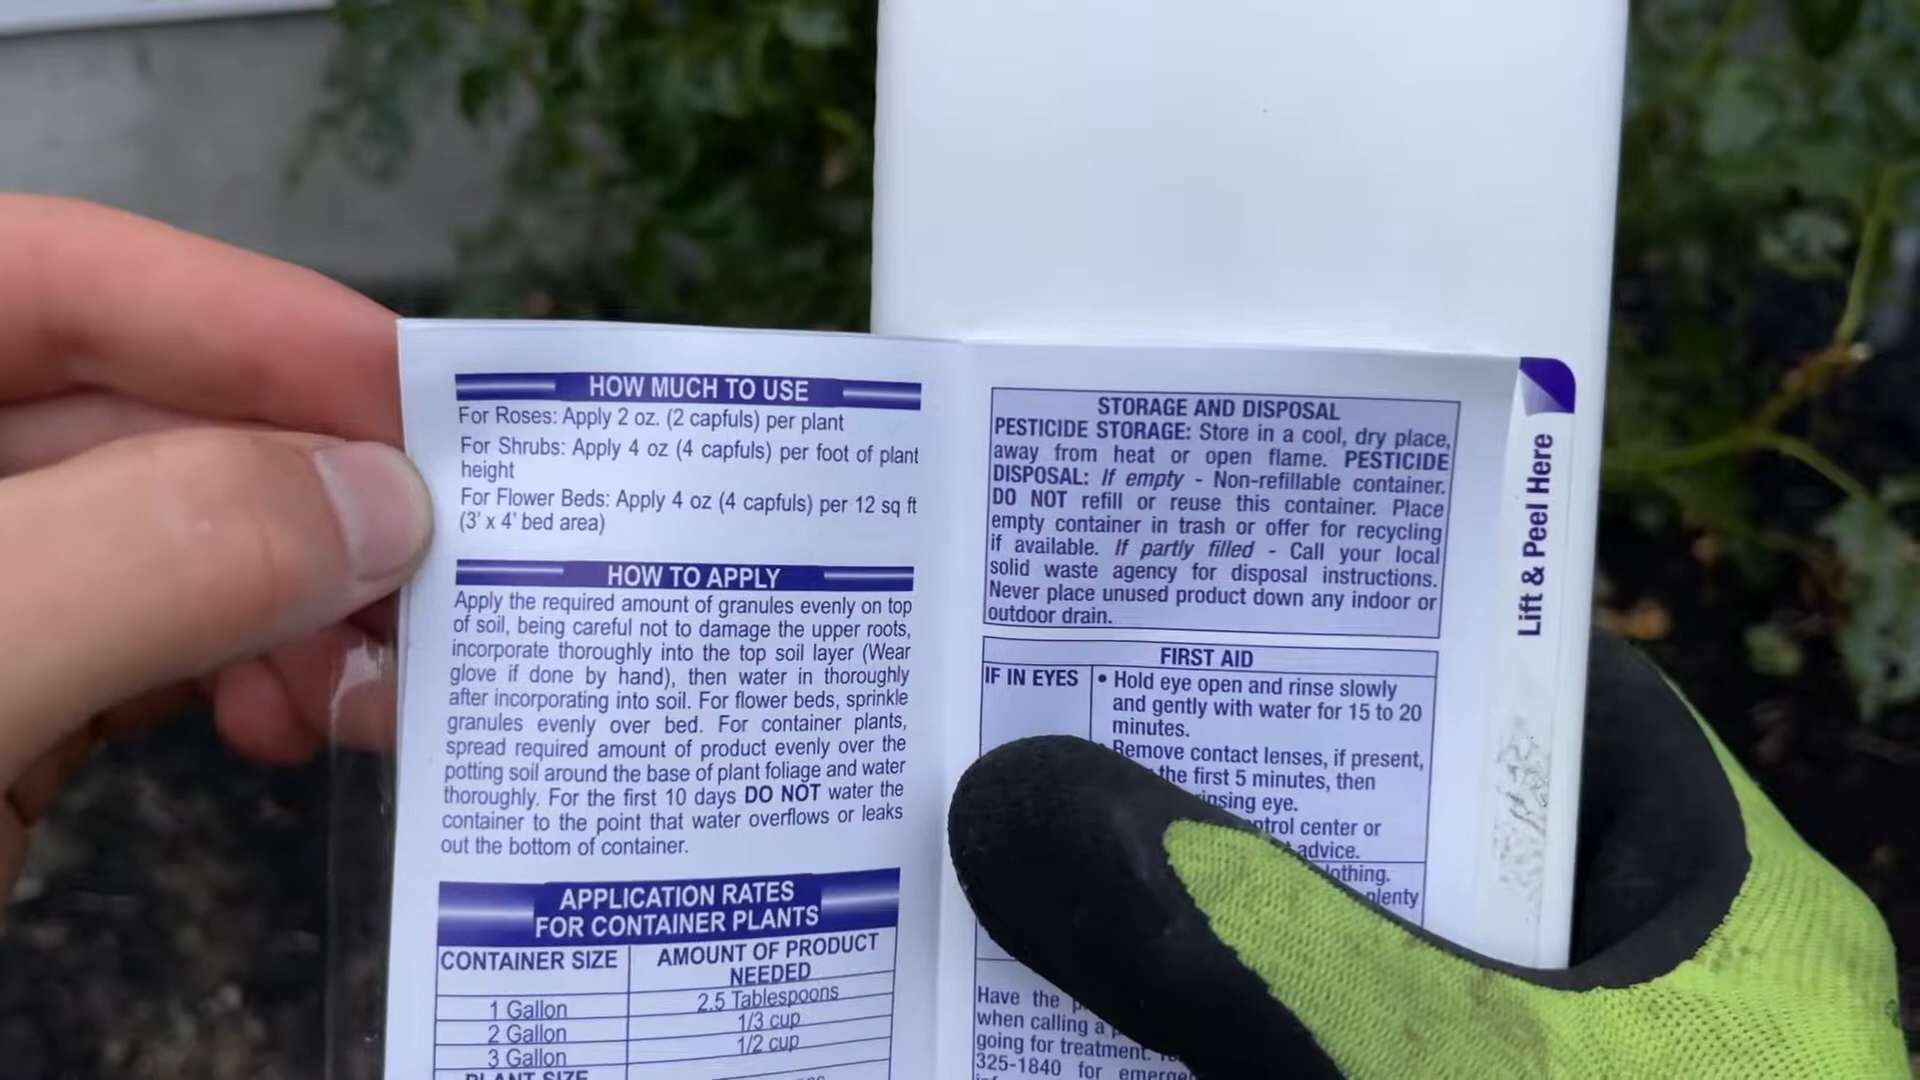 HOW MUCH TO USE
For Roses: Apply 2 oz. (2 capfuls) per plant
For Shrubs: Apply 4 oz (4 capfuls) per foot of plant
height
For Flower Beds: Apply 4 oz (4 capfuls) per 12 sq ft
(3' x 4' bed area)
HOW TO APPLY
Apply the required amount of granules evenly on top
of soil, being careful not to damage the upper roots,
incorporate thoroughly into the top soil layer (Wear
glove if done by hand), then water in thoroughly
after incorporating into soil. For flower beds, sprinkle
granules evenly over bed. For container plants,
spread required amount of product evenly over the
potting soil around the base of plant foliage and water
thoroughly. For the first 10 days DO NOT water the
container to the point that water overflows or leaks
out the bottom of container.
APPLICATION RATES
FOR CONTAINER PLANTS
CONTAINER SIZE
AMOUNT OF PRODUCT
NEEDED
1 Gallon 2.5 Tablespoons
2 Gallon 1/3 cup
3 Gallon 1/2 cup
PLANT SIZE
STORAGE AND DISPOSAL
PESTICIDE STORAGE: Store in a cool, dry place,
away from heat or open flame. PESTICIDE
DISPOSAL: If empty - Non-refillable container.
DO NOT refill or reuse this container. Place
empty container in trash or offer for recycling
if available. If partly filled - Call your local
solid waste agency for disposal instructions.
Never place unused product down any indoor or
outdoor drain.
FIRST AID
IF IN EYES
• Hold eye open and rinse slowly
and gently with water for 15 to 20
minutes.
Remove contact lenses, if present,
the first 5 minutes, then
rinsing eye.
control center or
advice.
clothing.
plenty
Have the
when calling a
going for treatment.
325-1840 for
Lift & Peel Here